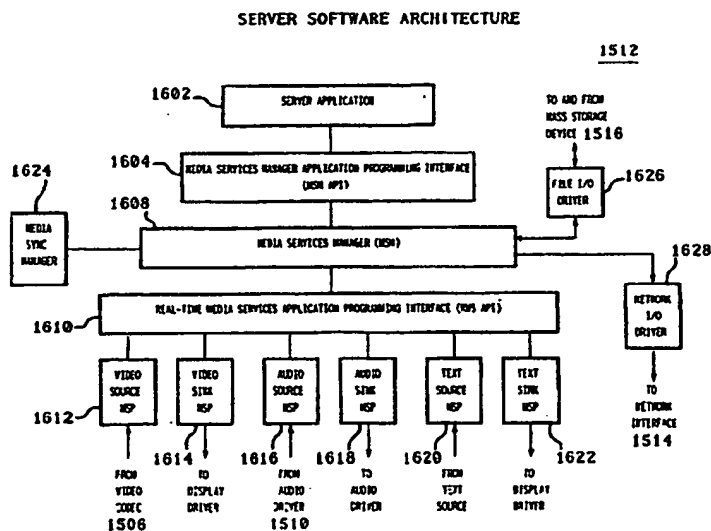 SERVER SOFTWARE ARCHITECTURE
1512
1602
SERVER APPLICATION
TO AND FROM
MASS STORAGE
DEVICE 1516
1604
MEDIA SERVICES MANAGER APPLICATION PROGRAMMING INTERFACE
(MSM API)
1624
1626
FILE I/O
DRIVER
1608
MEDIA
SYNC
MANAGER
MEDIA SERVICES MANAGER (MSM)
1628
REAL-TIME MEDIA SERVICES APPLICATION PROGRAMMING INTERFACE (RMS API)
1610
NETWORK
I/O
DRIVER
VIDEO
SOURCE
MSP
VIDEO
SINK
MSP
AUDIO
SOURCE
MSP
AUDIO
SINK
MSP
TEXT
SOURCE
MSP
TEXT
SINK
MSP
1612
1614
1616
1618
1620
1622
TO
NETWORK
INTERFACE
1514
FROM
VIDEO
CODEC
1506
TO
DISPLAY
DRIVER
FROM
AUDIO
DRIVER
1510
TO
AUDIO
DRIVER
FROM
TEXT
SOURCE
TO
DISPLAY
DRIVER